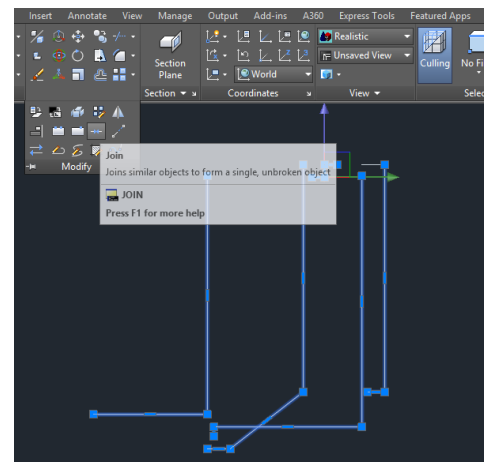 Insert Annotate View Manage Output Add-ins A360 Express Tools Featured Apps
Realistic
Unsaved View
Section
Plane
World
Culling
No Fi
Section
Coordinates
View
Selec
Modify
Join
Joins similar objects to form a single, unbroken object
JOIN
Press F1 for more help